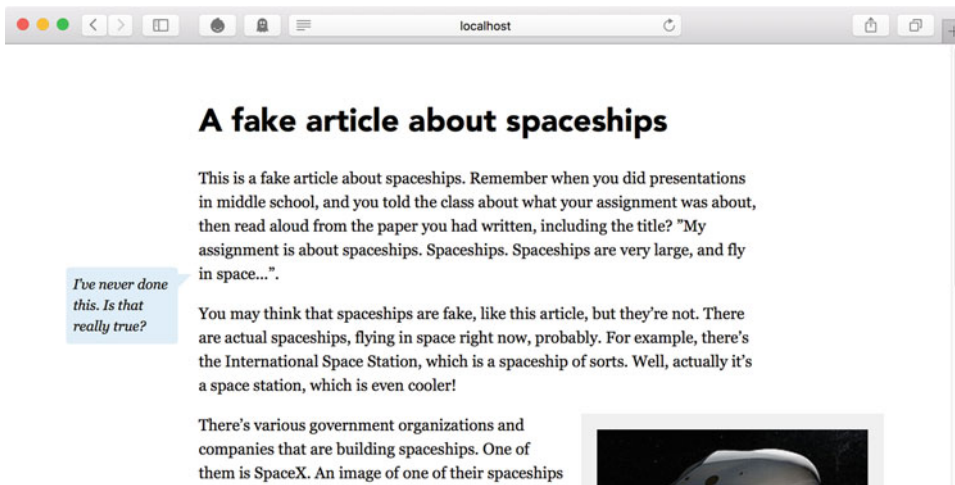 localhost
A fake article about spaceships
This is a fake article about spaceships. Remember when you did presentations
in middle school, and you told the class about what your assignment was about,
then read aloud from the paper you had written, including the title? ”My
assignment is about spaceships. Spaceships. Spaceships are very large, and fly
in space...”.
I’ve never done
this. Is that
really true?
You may think that spaceships are fake, like this article, but they’re not. There
are actual spaceships, flying in space right now, probably. For example, there’s
the International Space Station, which is a spaceship of sorts. Well, actually it’s
a space station, which is even cooler!
There’s various government organizations and
companies that are building spaceships. One of
them is SpaceX. An image of one of their spaceships